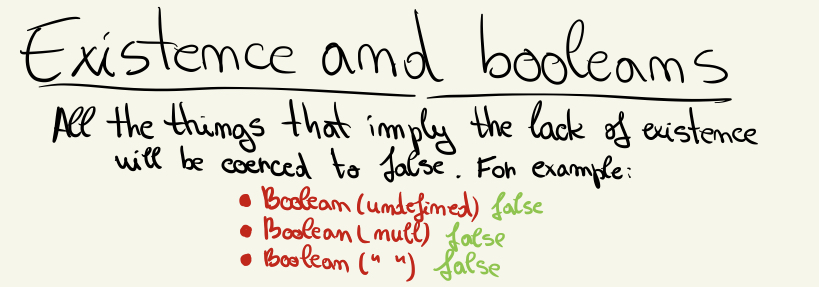 Existence and booleans
All the things that imply the lack of existence
will be coerced to false. For example:
• Boolean (undefined) false
• Boolean (null) false
• Boolean (" ") false